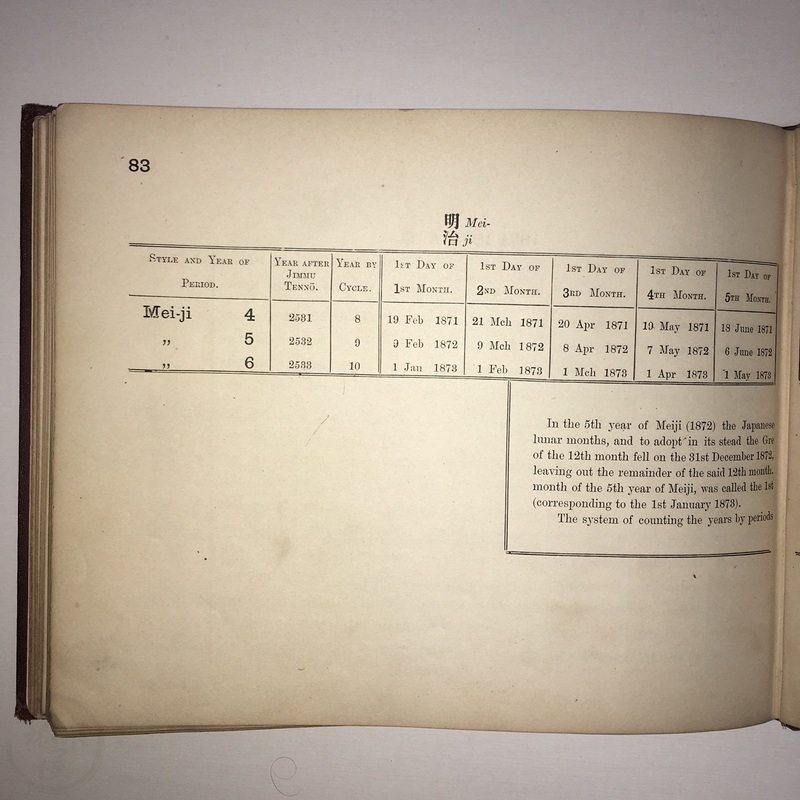 83
明 Mei-
治 ji
Style and Year of Period. Year after Jimmu Tennō. Year by Cycle. 1st Day of 1st Month. 1st Day of 2nd Month. 1st Day of 3rd Month. 1st Day of 4th Month. 1st Day of 5th Month.
Mei-ji 4 2531 8 19 Feb 1871 21 Mch 1871 20 Apr 1871 19 May 1871 18 June 1871
„ 5 2532 9 9 Feb 1872 9 Mch 1872 8 Apr 1872 7 May 1872 6 June 1872
„ 6 2533 10 1 Jan 1873 1 Feb 1873 1 Mch 1873 1 Apr 1873 1 May 1873
In the 5th year of Meiji (1872) the Japanese
lunar months, and to adopt in its stead the Gre
of the 12th month fell on the 31st December 1872,
leaving out the remainder of the said 12th month.
month of the 5th year of Meiji, was called the 1st
(corresponding to the 1st January 1873).
The system of counting the years by periods